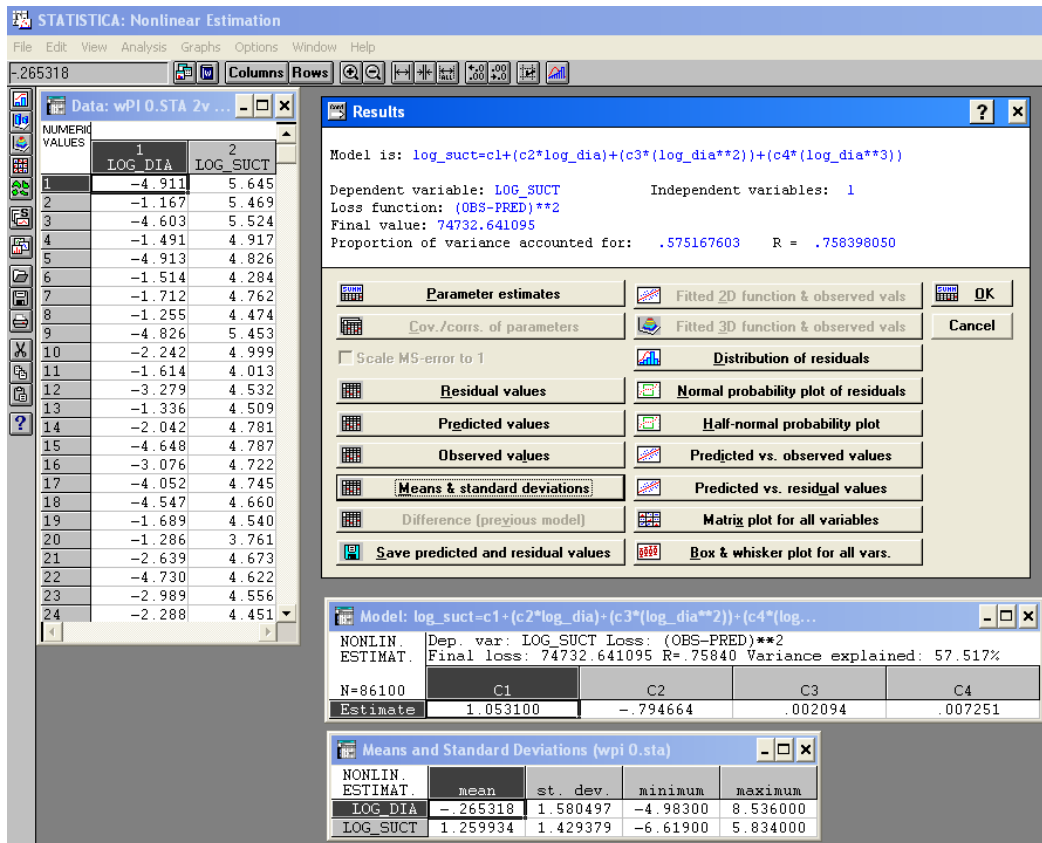 STATISTICA: Nonlinear Estimation
File Edit View Analysis Graphs Options Window Help
-.265318 Columns Rows
Data: wPI 0.STA 2v ...
NUMERIC
VALUES
1 2
LOG_DIA LOG_SUCT
1 -4.911 5.645
2 -1.167 5.469
3 -4.603 5.524
4 -1.491 4.917
5 -4.913 4.826
6 -1.514 4.284
7 -1.712 4.762
8 -1.255 4.474
9 -4.826 5.453
10 -2.242 4.999
11 -1.614 4.013
12 -3.279 4.532
13 -1.336 4.509
14 -2.042 4.781
15 -4.648 4.787
16 -3.076 4.722
17 -4.052 4.745
18 -4.547 4.660
19 -1.689 4.540
20 -1.286 3.761
21 -2.639 4.673
22 -4.730 4.622
23 -2.989 4.556
24 -2.288 4.451
Results
Model is: log_suct=c1+(c2*log_dia)+(c3*(log_dia**2))+(c4*(log_dia**3))
Dependent variable: LOG_SUCT Independent variables: 1
Loss function: (OBS-PRED)**2
Final value: 74732.641095
Proportion of variance accounted for: .575167603 R = .758398050
Parameter estimates
Fitted 2D function & observed vals
OK
Cov./corrs. of parameters
Fitted 3D function & observed vals
Cancel
Scale MS-error to 1
Distribution of residuals
Residual values
Normal probability plot of residuals
Predicted values
Half-normal probability plot
Observed values
Predicted vs. observed values
Means & standard deviations
Predicted vs. residual values
Difference (previous model)
Matrix plot for all variables
Save predicted and residual values
Box & whisker plot for all vars.
Model: log_suct=c1+(c2*log_dia)+(c3*(log_dia**2))+(c4*(log...
NONLIN. Dep. var: LOG_SUCT Loss: (OBS-PRED)**2
ESTIMAT. Final loss: 74732.641095 R=.75840 Variance explained: 57.517%
N=86100 C1 C2 C3 C4
Estimate 1.053100 -.794664 .002094 .007251
Means and Standard Deviations (wpi 0.sta)
NONLIN.
ESTIMAT. mean st. dev. minimum maximum
LOG_DIA -.265318 1.580497 -4.98300 8.536000
LOG_SUCT 1.259934 1.429379 -6.61900 5.834000